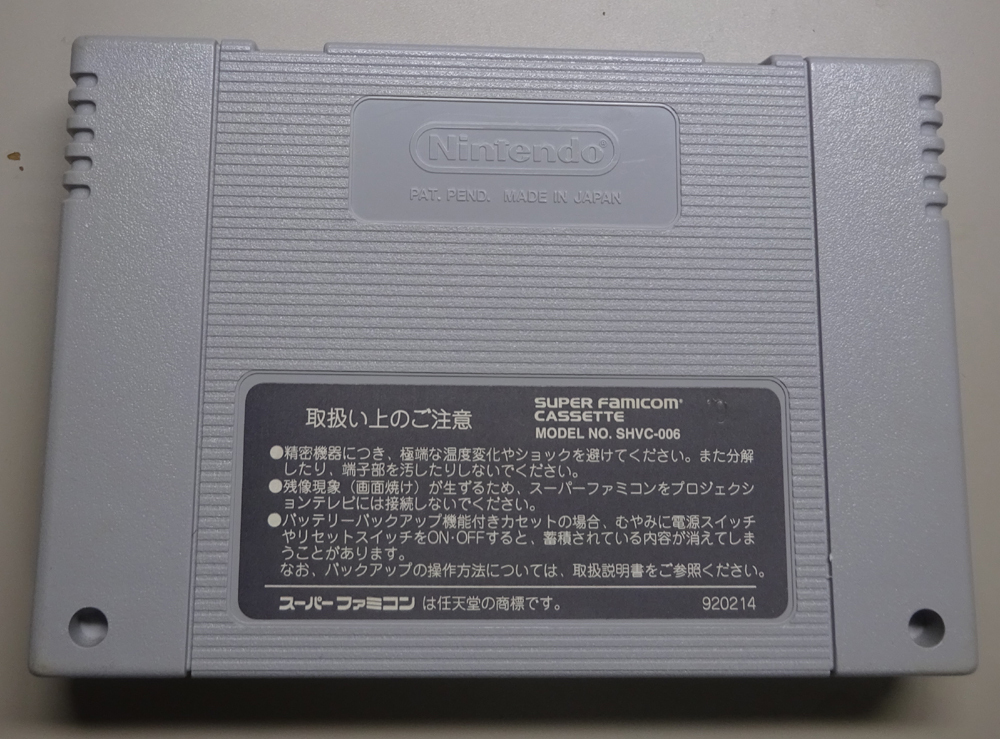 Nintendo®
PAT. PEND. MADE IN JAPAN
取扱い上のご注意
SUPER FAMICOM®
CASSETTE
MODEL NO. SHVC-006
●精密機器につき、極端な温度変化やショックを避けてください。また分解
したり、端子部を汚したりしないでください。
●残像現象（画面焼け）が生ずるため、スーパーファミコンをプロジェクシ
ョンテレビには接続しないでください。
●バッテリーバックアップ機能付きカセットの場合、むやみに電源スイッチ
やリセットスイッチをON·OFFすると、蓄積されている内容が消えてしま
うことがあります。
なお、バックアップの操作方法については、取扱説明書をご参照ください。
スーパーファミコン は任天堂の商標です。 920214